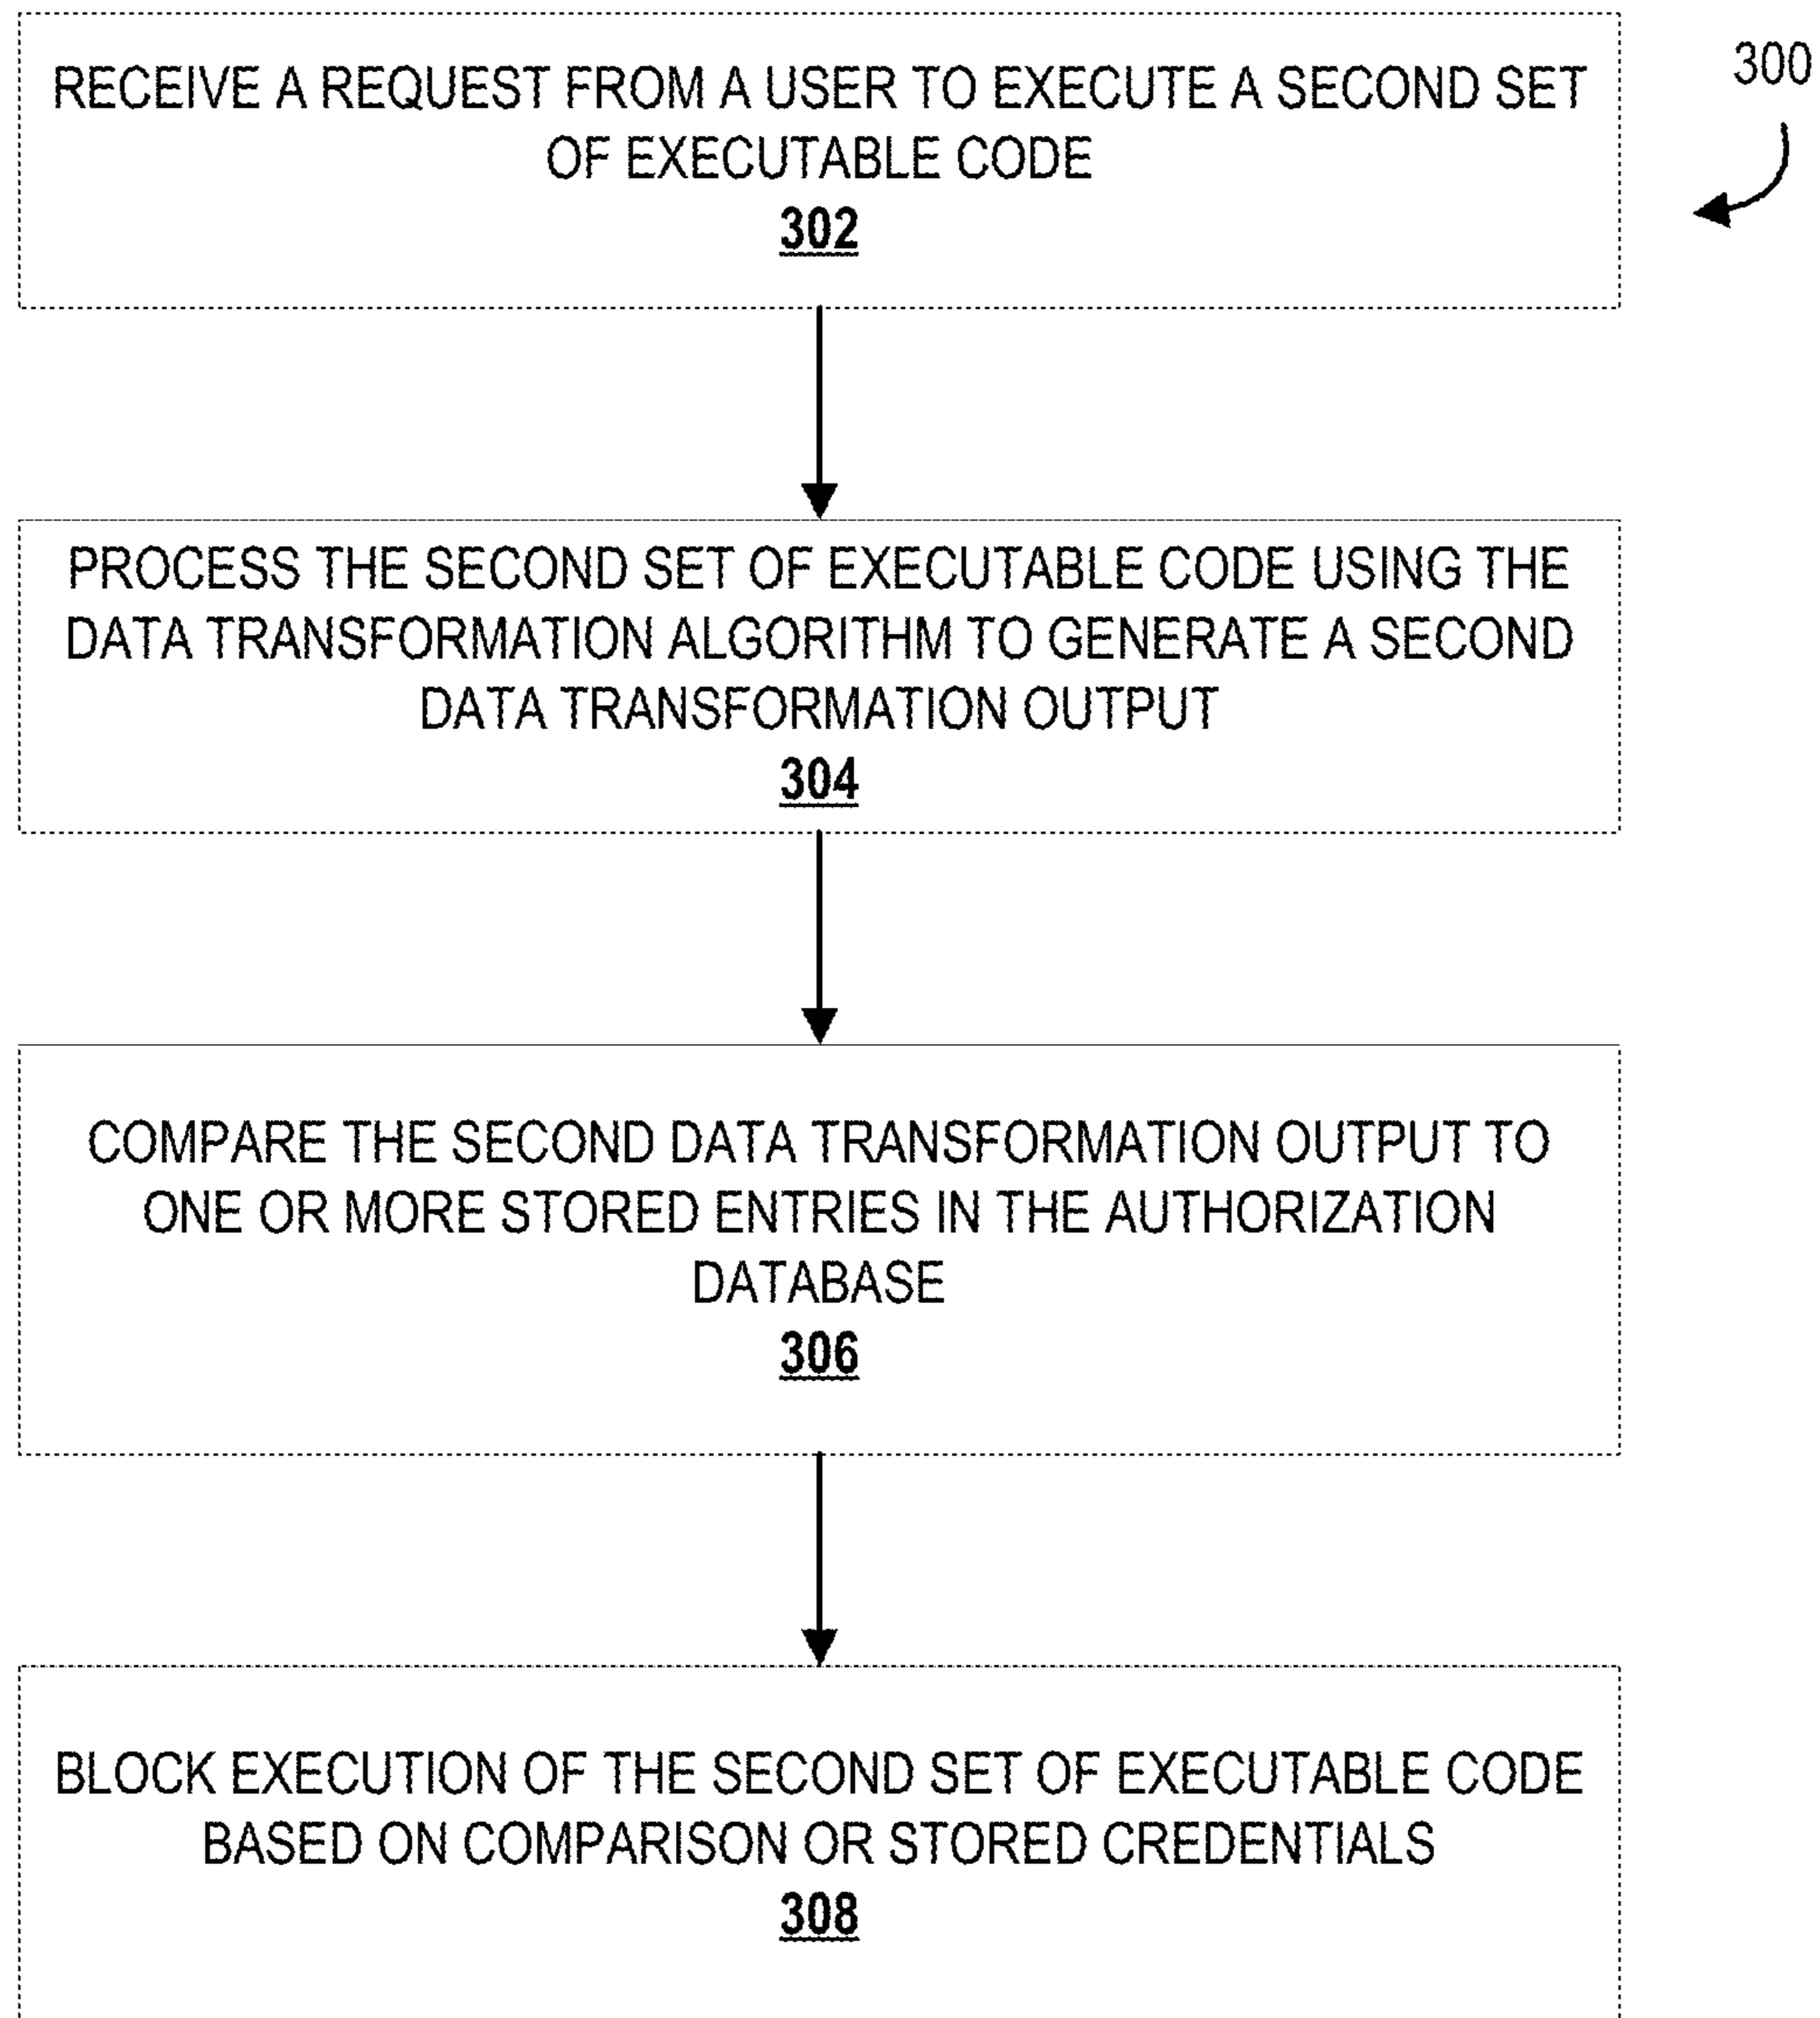 RECEIVE A REQUEST FROM A USER TO EXECUTE A SECOND SET
OF EXECUTABLE CODE
302
300
PROCESS THE SECOND SET OF EXECUTABLE CODE USING THE
DATA TRANSFORMATION ALGORITHM TO GENERATE A SECOND
DATA TRANSFORMATION OUTPUT
304
COMPARE THE SECOND DATA TRANSFORMATION OUTPUT TO
ONE OR MORE STORED ENTRIES IN THE AUTHORIZATION
DATABASE
306
BLOCK EXECUTION OF THE SECOND SET OF EXECUTABLE CODE
BASED ON COMPARISON OR STORED CREDENTIALS
308